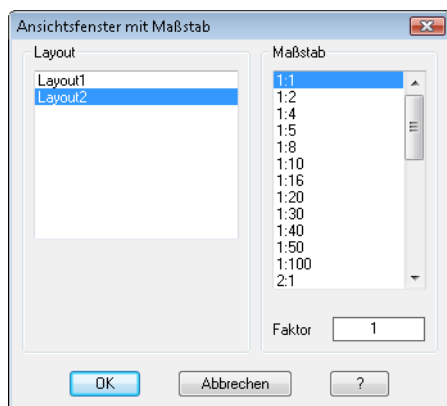 Ansichtsfenster mit Maßstab
Layout
Layout1
Layout2
Maßstab
1:1
1:2
1:4
1:5
1:8
1:10
1:16
1:20
1:30
1:40
1:50
1:100
2:1
Faktor 1
OK Abbrechen ?